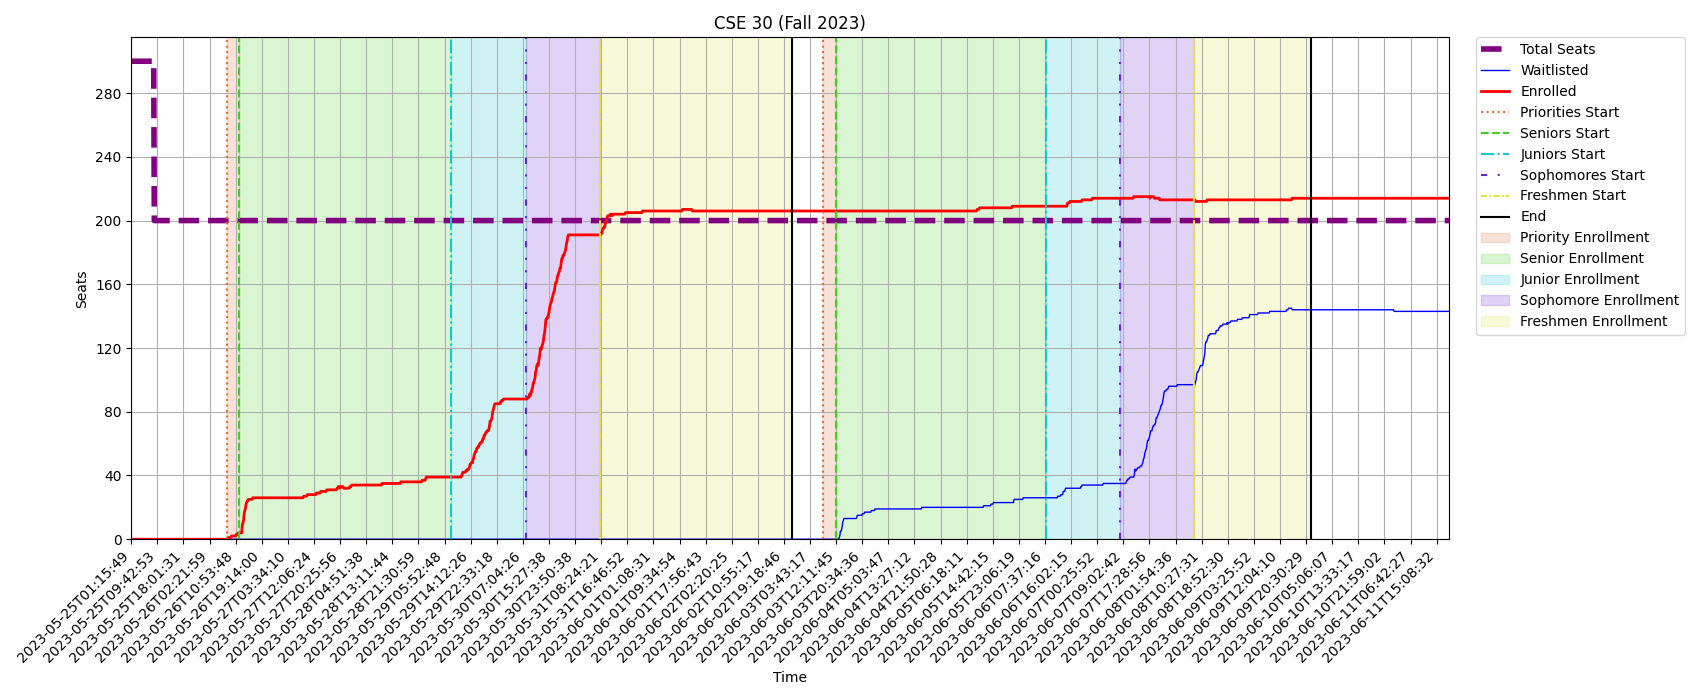 CSE 30 (Fall 2023)
Seats
280
240
200
160
120
80
40
0
2023-05-25T01:15:49
2023-05-25T09:42:53
2023-05-25T18:01:31
2023-05-26T02:21:59
2023-05-26T10:53:48
2023-05-26T19:14:00
2023-05-27T03:34:10
2023-05-27T12:06:24
2023-05-27T20:25:56
2023-05-28T04:51:38
2023-05-28T13:11:44
2023-05-28T21:30:59
2023-05-29T05:52:48
2023-05-29T14:12:26
2023-05-29T22:33:18
2023-05-30T07:04:26
2023-05-30T15:27:38
2023-05-30T23:50:38
2023-05-31T08:24:21
2023-05-31T16:46:52
2023-06-01T01:08:31
2023-06-01T09:34:54
2023-06-01T17:56:43
2023-06-02T02:20:25
2023-06-02T10:55:17
2023-06-02T19:18:46
2023-06-03T03:43:17
2023-06-03T12:11:45
2023-06-03T20:34:36
2023-06-04T05:03:47
2023-06-04T13:27:12
2023-06-04T21:50:28
2023-06-05T06:18:11
2023-06-05T14:42:15
2023-06-05T23:06:19
2023-06-06T07:37:16
2023-06-06T16:02:15
2023-06-07T00:25:52
2023-06-07T09:02:42
2023-06-07T17:28:56
2023-06-08T01:54:36
2023-06-08T10:27:31
2023-06-08T18:52:30
2023-06-09T03:25:52
2023-06-09T12:04:10
2023-06-09T20:30:29
2023-06-10T05:06:07
2023-06-10T13:33:17
2023-06-10T21:59:02
2023-06-11T06:42:27
2023-06-11T15:08:32
Time
Total Seats
Waitlisted
Enrolled
Priorities Start
Seniors Start
Juniors Start
Sophomores Start
Freshmen Start
End
Priority Enrollment
Senior Enrollment
Junior Enrollment
Sophomore Enrollment
Freshmen Enrollment